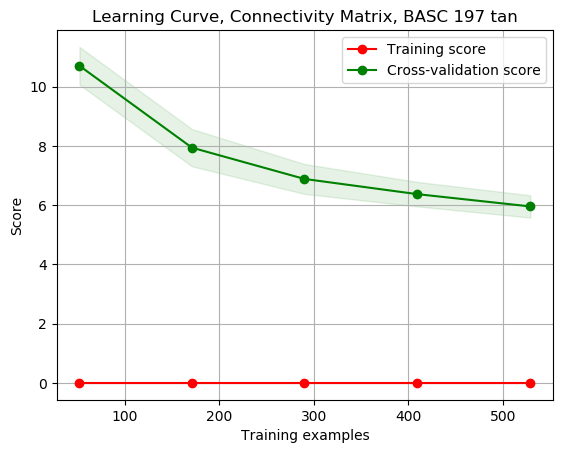 Learning Curve, Connectivity Matrix, BASC 197 tan
Training score
Cross-validation score
10
8
6
4
2
0
Score
100 200 300 400 500
Training examples